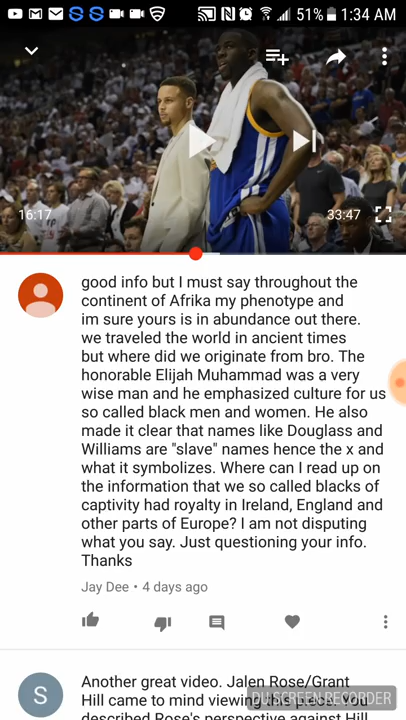 51% 1:34 AM
16:17
33:47
good info but I must say throughout the
continent of Afrika my phenotype and
im sure yours is in abundance out there.
we traveled the world in ancient times
but where did we originate from bro. The
honorable Elijah Muhammad was a very
wise man and he emphasized culture for us
so called black men and women. He also
made it clear that names like Douglass and
Williams are "slave" names hence the x and
what it symbolizes. Where can I read up on
the information that we so called blacks of
captivity had royalty in Ireland, England and
other parts of Europe? I am not disputing
what you say. Just questioning your info.
Thanks
Jay Dee • 4 days ago
S
Another great video. Jalen Rose/Grant
Hill came to mind viewing this piece. You
described Rose's perspective against Hill
DU SCREEN RECORDER